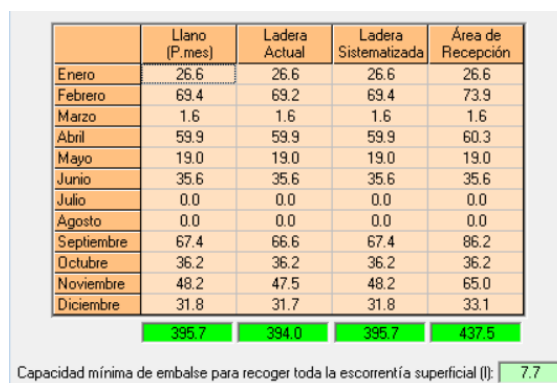 Llano (P.mes) Ladera Actual Ladera Sistematizada Área de Recepción
Enero 26.6 26.6 26.6 26.6
Febrero 69.4 69.2 69.4 73.9
Marzo 1.6 1.6 1.6 1.6
Abril 59.9 59.9 59.9 60.3
Mayo 19.0 19.0 19.0 19.0
Junio 35.6 35.6 35.6 35.6
Julio 0.0 0.0 0.0 0.0
Agosto 0.0 0.0 0.0 0.0
Septiembre 67.4 66.6 67.4 86.2
Octubre 36.2 36.2 36.2 36.2
Noviembre 48.2 47.5 48.2 65.0
Diciembre 31.8 31.7 31.8 33.1
395.7 394.0 395.7 437.5
Capacidad mínima de embalse para recoger toda la escorrentía superficial (l): 7.7